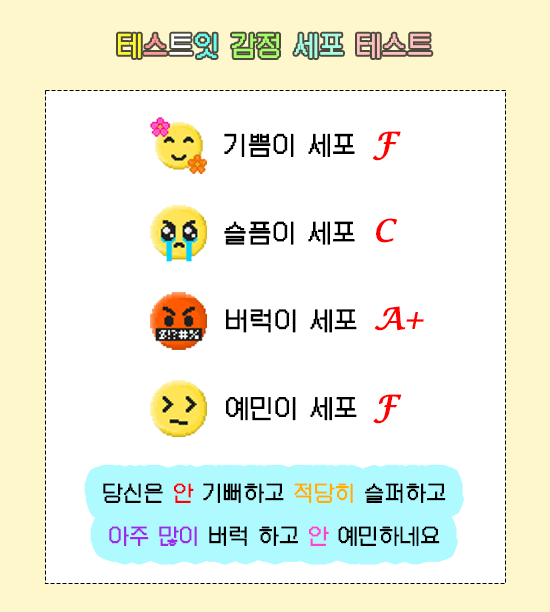 테스트잇 감정 세포 테스트
기쁨이 세포 F
슬픔이 세포 C
버럭이 세포 A+
$!?#%
예민이 세포 F
당신은 안 기뻐하고 적당히 슬퍼하고
아주 많이 버럭 하고 안 예민하네요